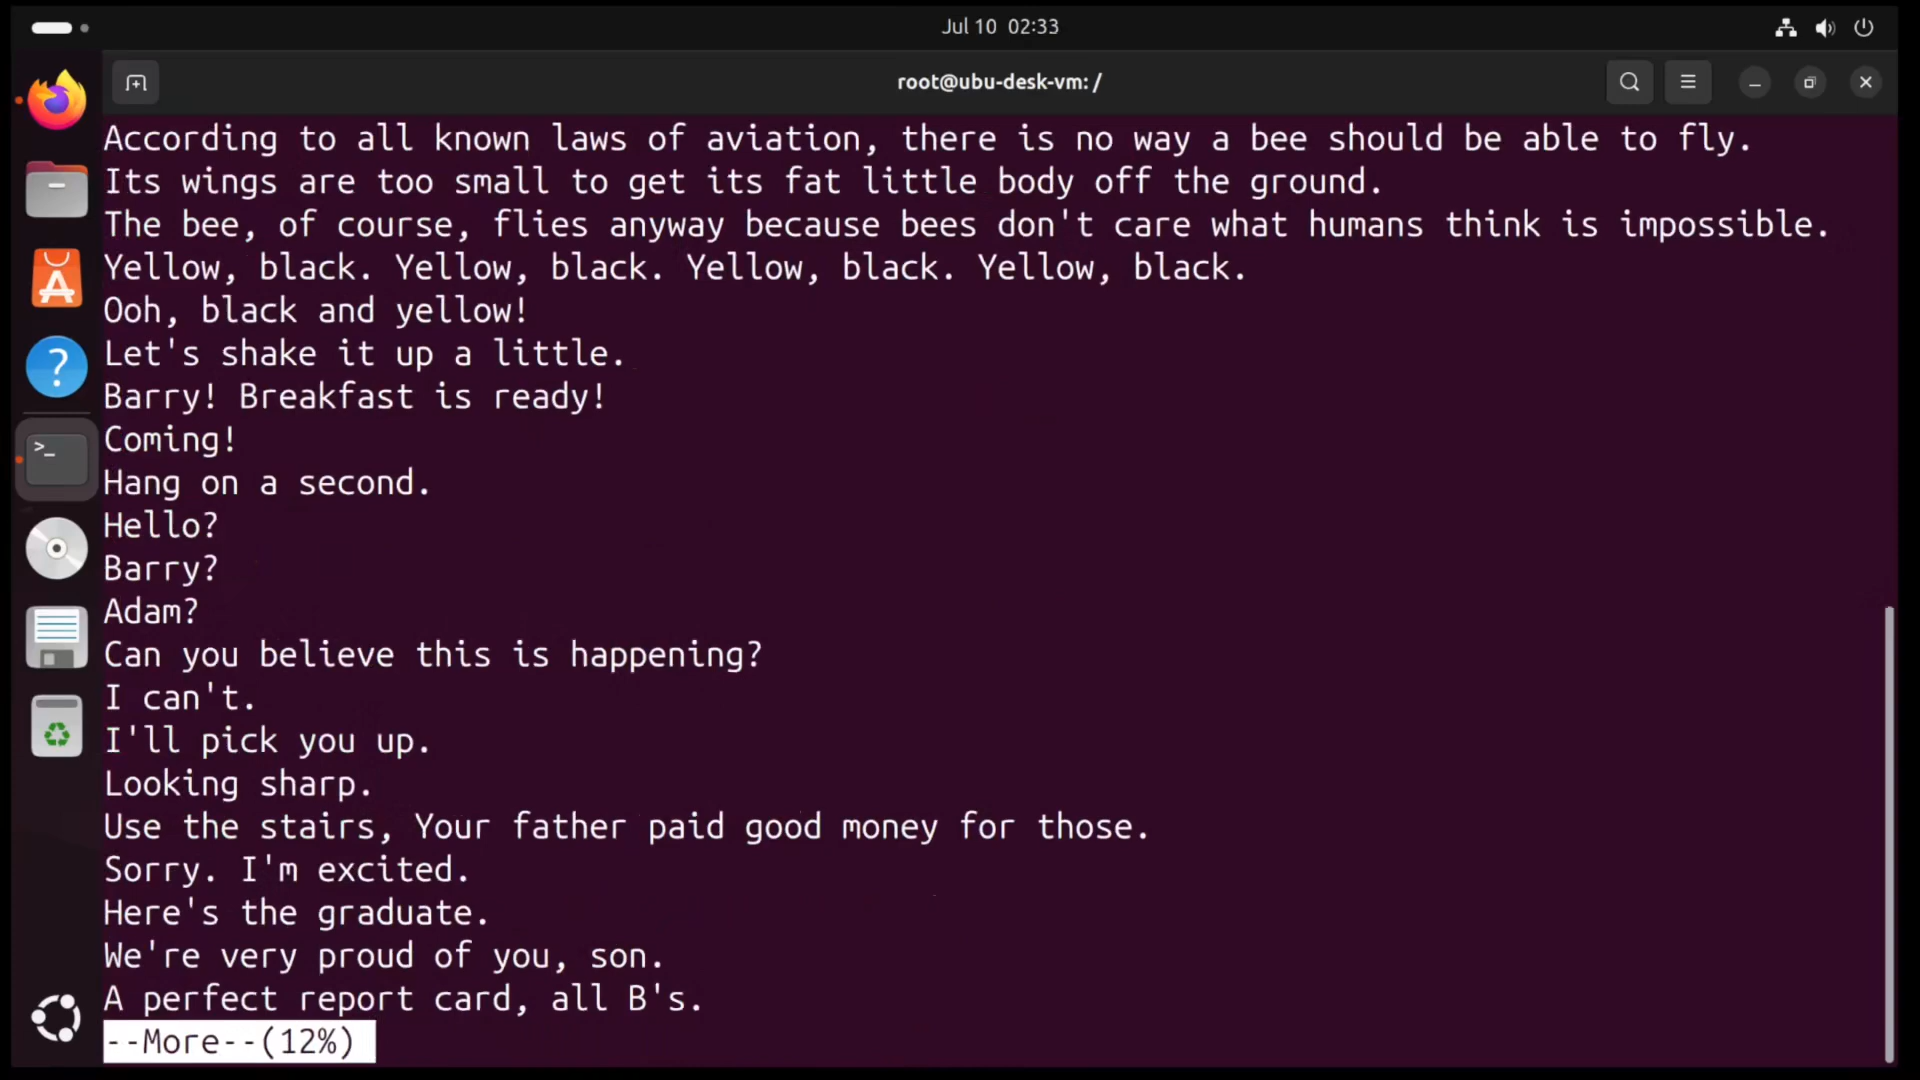 Jul 10 02:33
root@ubu-desk-vm: /
According to all known laws of aviation, there is no way a bee should be able to fly.
Its wings are too small to get its fat little body off the ground.
The bee, of course, flies anyway because bees don't care what humans think is impossible.
Yellow, black. Yellow, black. Yellow, black. Yellow, black.
Ooh, black and yellow!
Let's shake it up a little.
Barry! Breakfast is ready!
Coming!
Hang on a second.
Hello?
Barry?
Adam?
Can you believe this is happening?
I can't.
I'll pick you up.
Looking sharp.
Use the stairs, Your father paid good money for those.
Sorry. I'm excited.
Here's the graduate.
We're very proud of you, son.
A perfect report card, all B's.
--More--(12%)